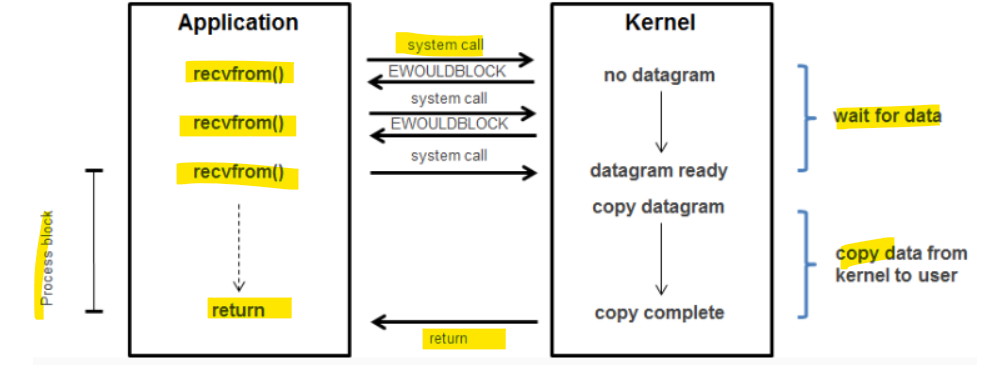 Application
Kernel
system call
recvfrom()
EWOULDBLOCK
no datagram
system call
wait for data
recvfrom()
EWOULDBLOCK
system call
recvfrom()
datagram ready
copy datagram
Process block
copy data from
kernel to user
return
copy complete
return